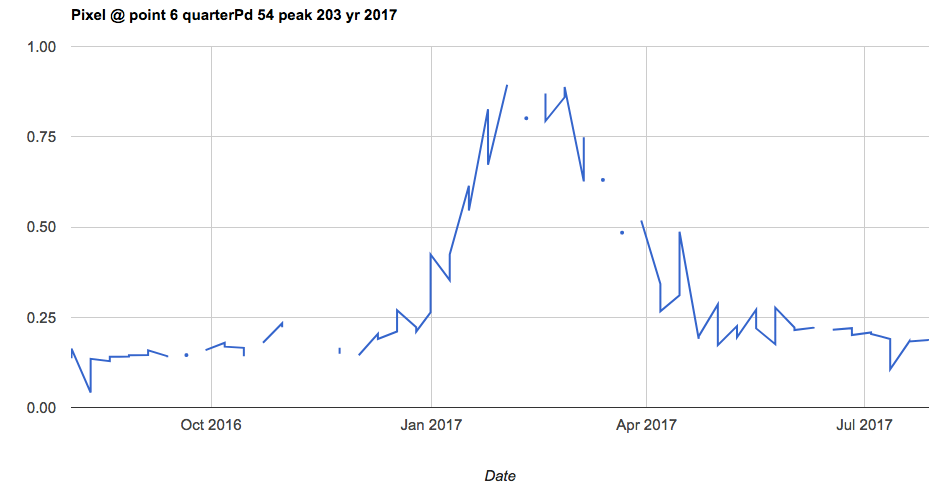 Pixel @ point 6 quarterPd 54 peak 203 yr 2017
1.00
0.75
0.50
0.25
0.00
Oct 2016 Jan 2017 Apr 2017 Jul 2017
Date